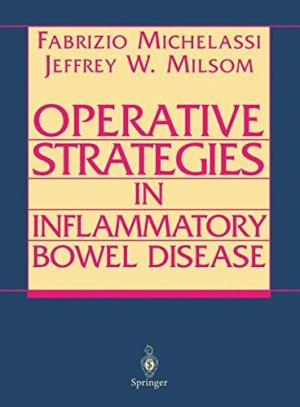 FABRIZIO MICHELASSI
JEFFREY W. MILSOM
OPERATIVE
STRATEGIES
IN
INFLAMMATORY
BOWEL DISEASE
Springer